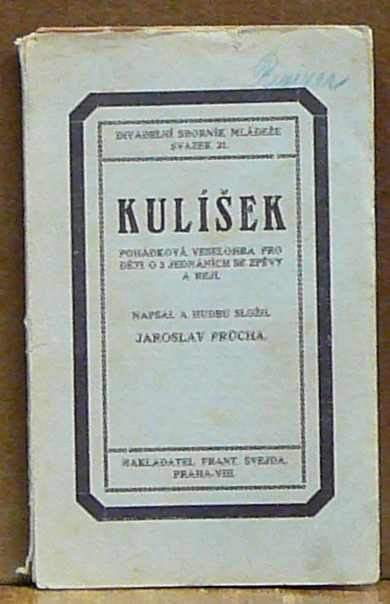 DIVADELNÍ SBORNÍK MLÁDEŽE
SVAZEK 21.
KULÍŠEK
POHÁDKOVÁ VESELOHRA PRO
DĚTI O 3 JEDNÁNÍCH SE ZPĚVY
A REJI.
NAPSAL A HUDBU SLOŽIL
JAROSLAV PRŮCHA.
NAKLADATEL FRANT. ŠVEJDA,
PRAHA-VIII.